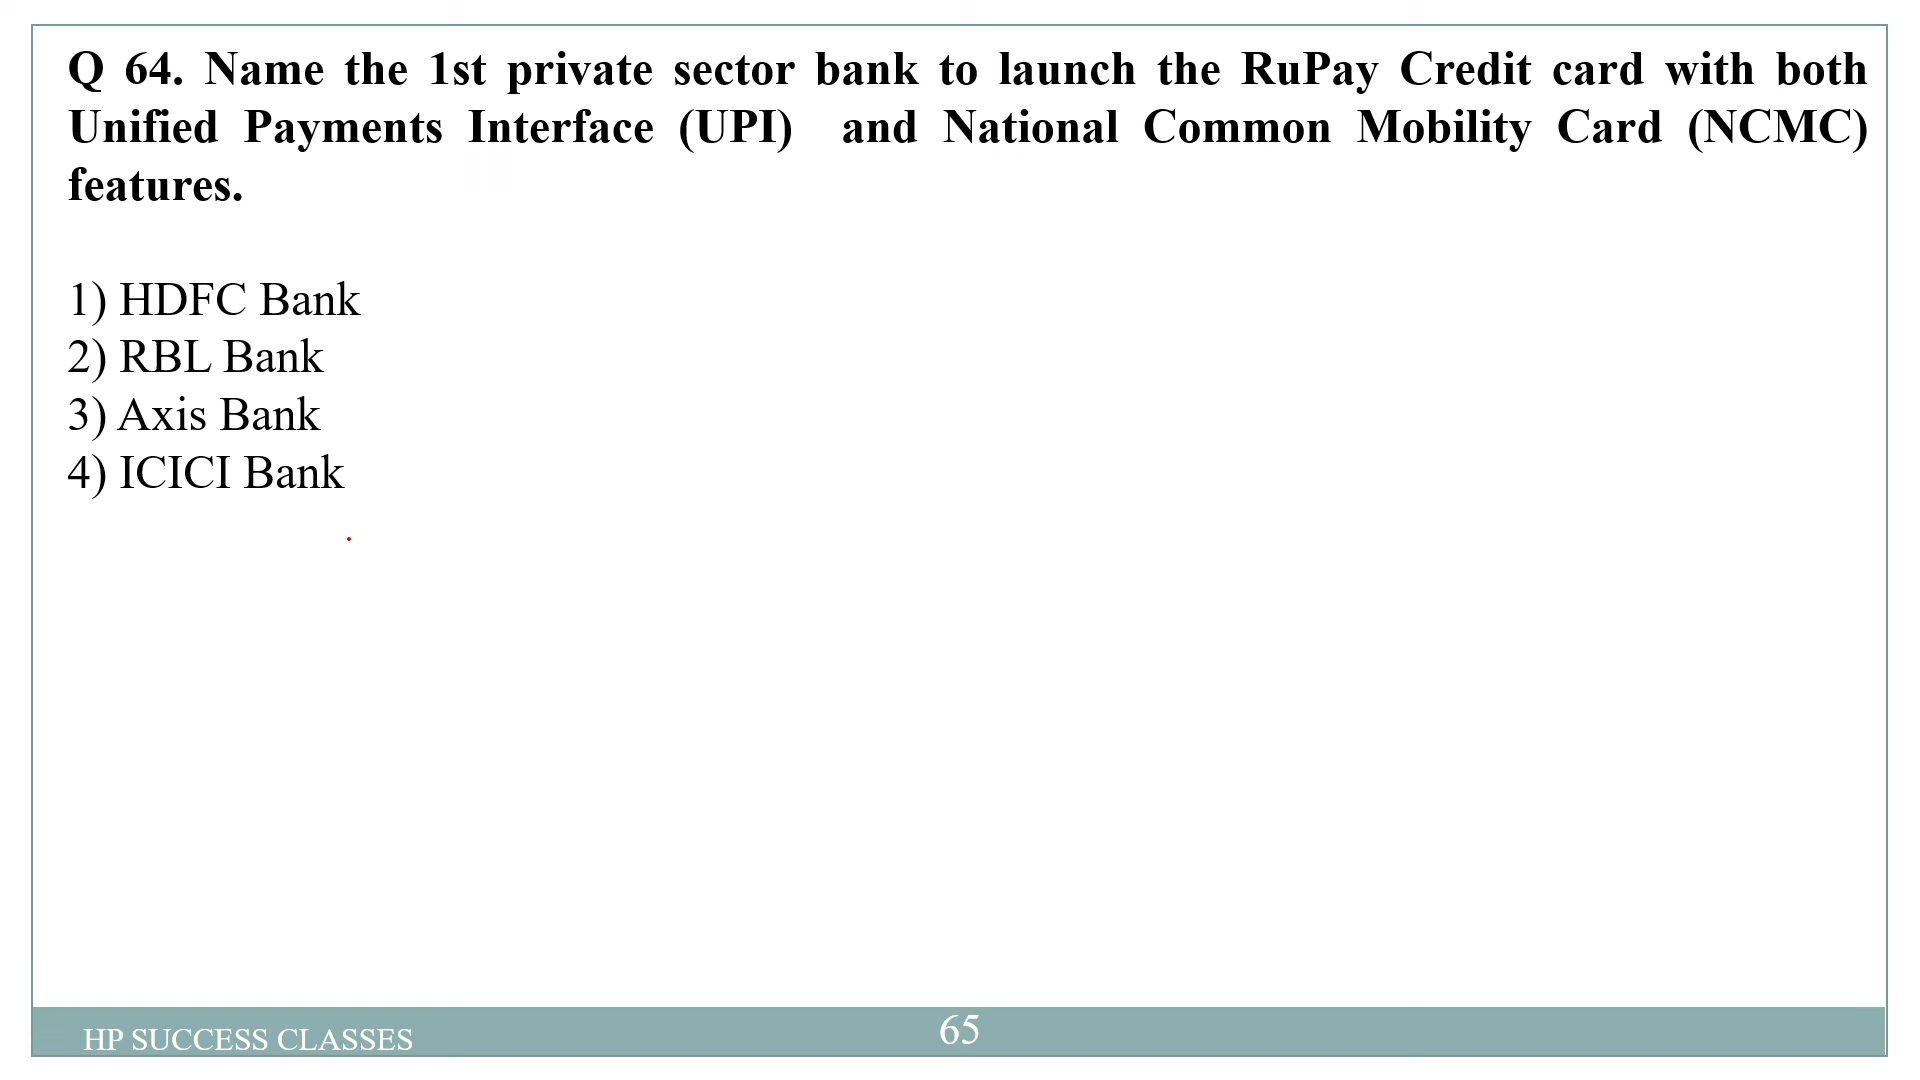 Q 64. Name the 1st private sector bank to launch the RuPay Credit card with both
Unified Payments Interface (UPI) and National Common Mobility Card (NCMC)
features.
1) HDFC Bank
2) RBL Bank
3) Axis Bank
4) ICICI Bank
HP SUCCESS CLASSES
65